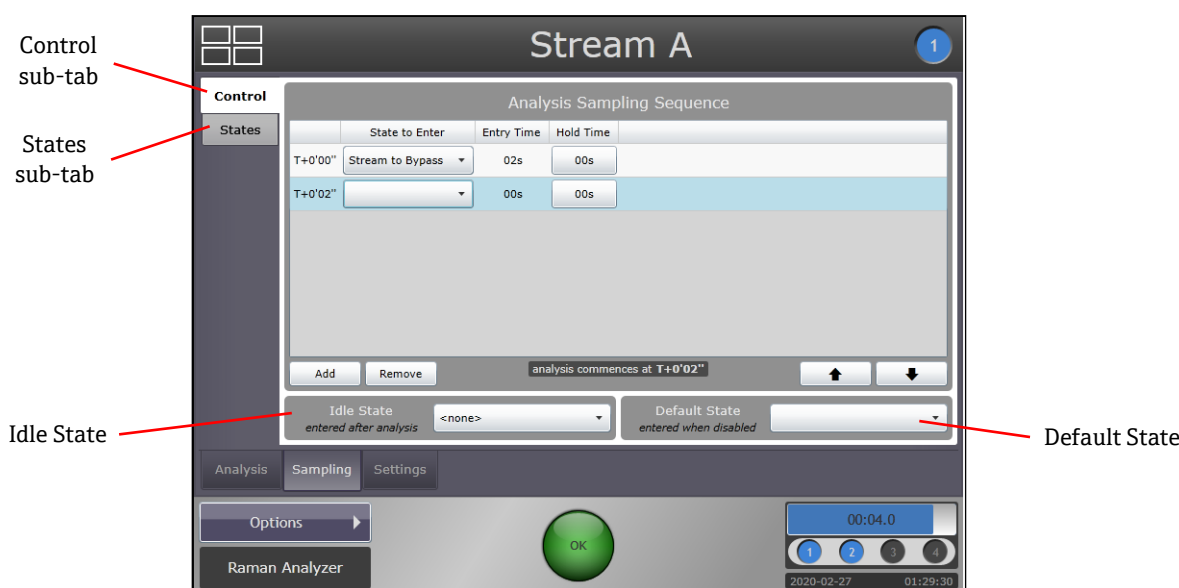 Stream A
1
Control
sub-tab
Control
Analysis Sampling Sequence
States
States
sub-tab
State to Enter Entry Time Hold Time
T+0'00" Stream to Bypass 02s 00s
T+0'02" 00s 00s
Add Remove analysis commences at T+0'02"
Idle State
Idle State
entered after analysis
<none>
Default State
entered when disabled
Default State
Analysis Sampling Settings
Options
OK
00:04.0
1 2 3 4
Raman Analyzer
2020-02-27 01:29:30